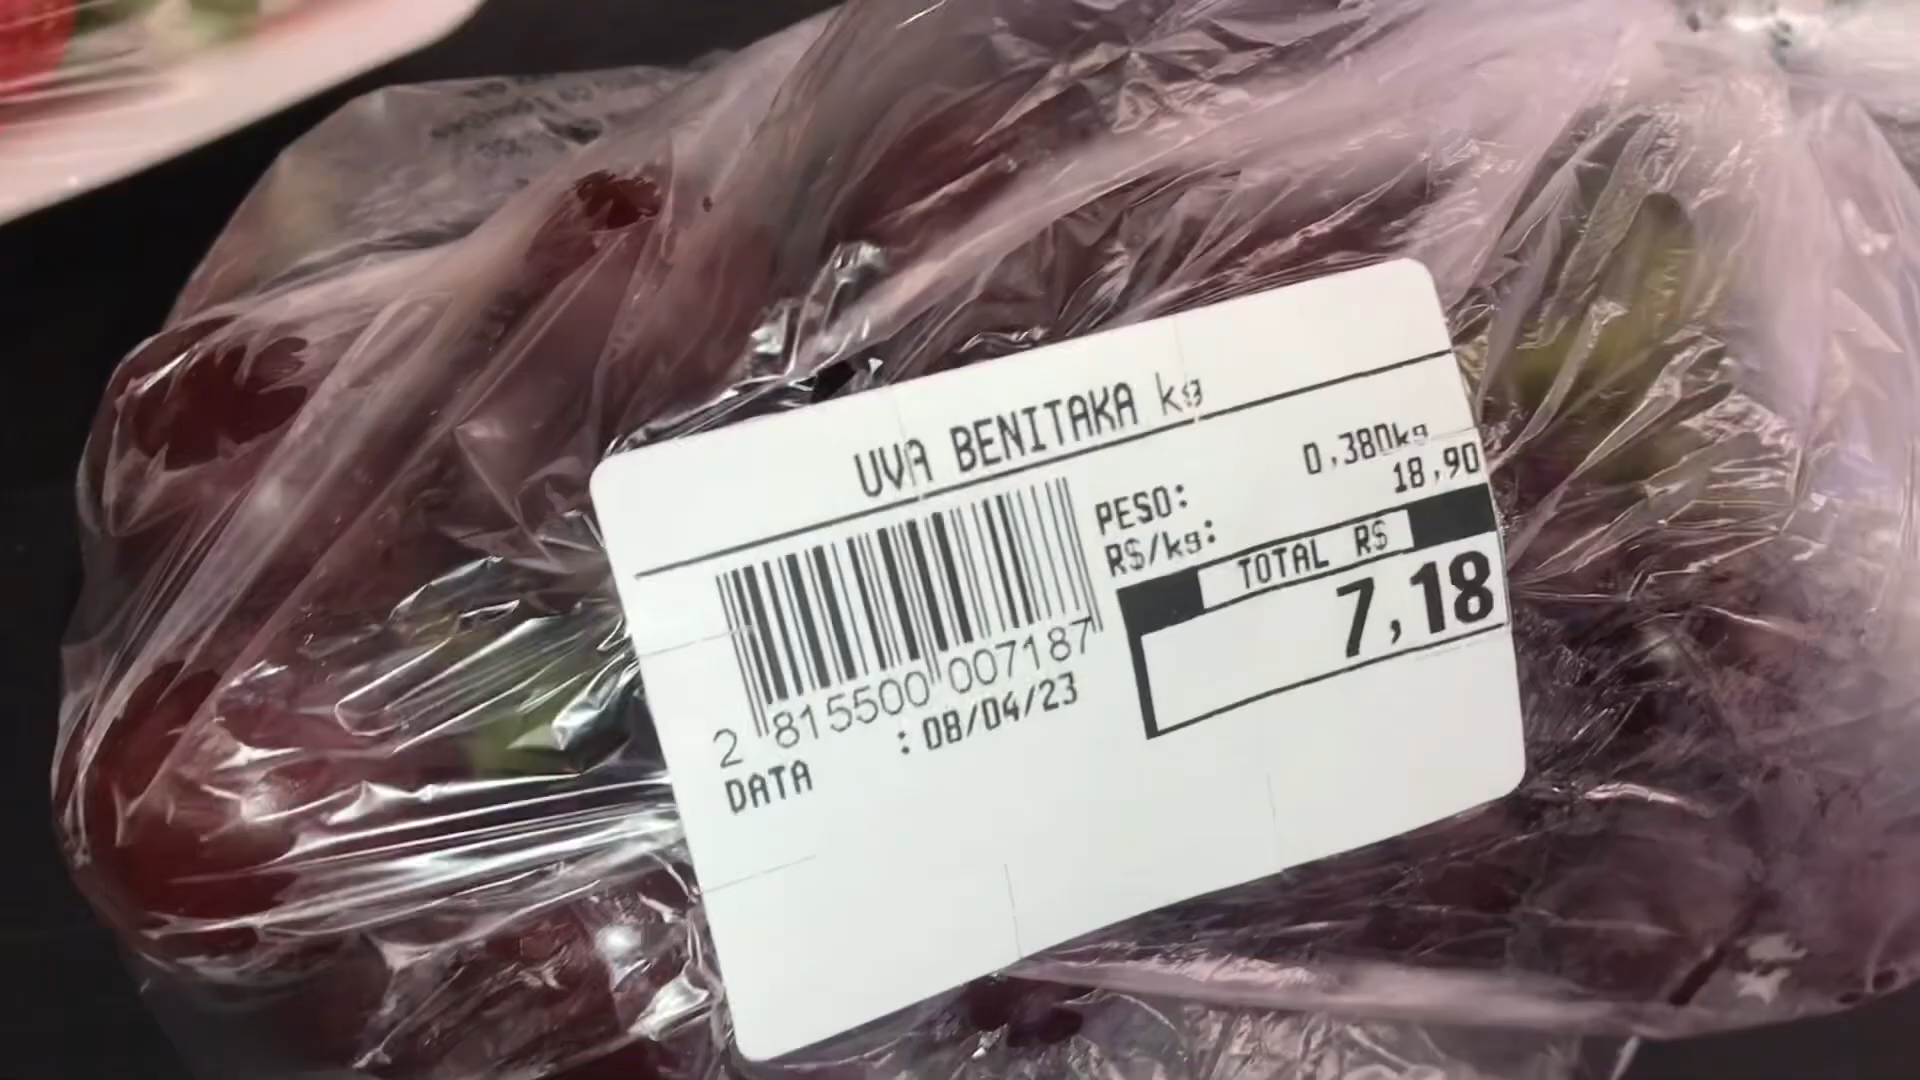 UVA BENITAKA kg
PESO: 0,380kg
R$/kg: 18,90
TOTAL R$
7,18
2 815500 007187
DATA : 08/04/23